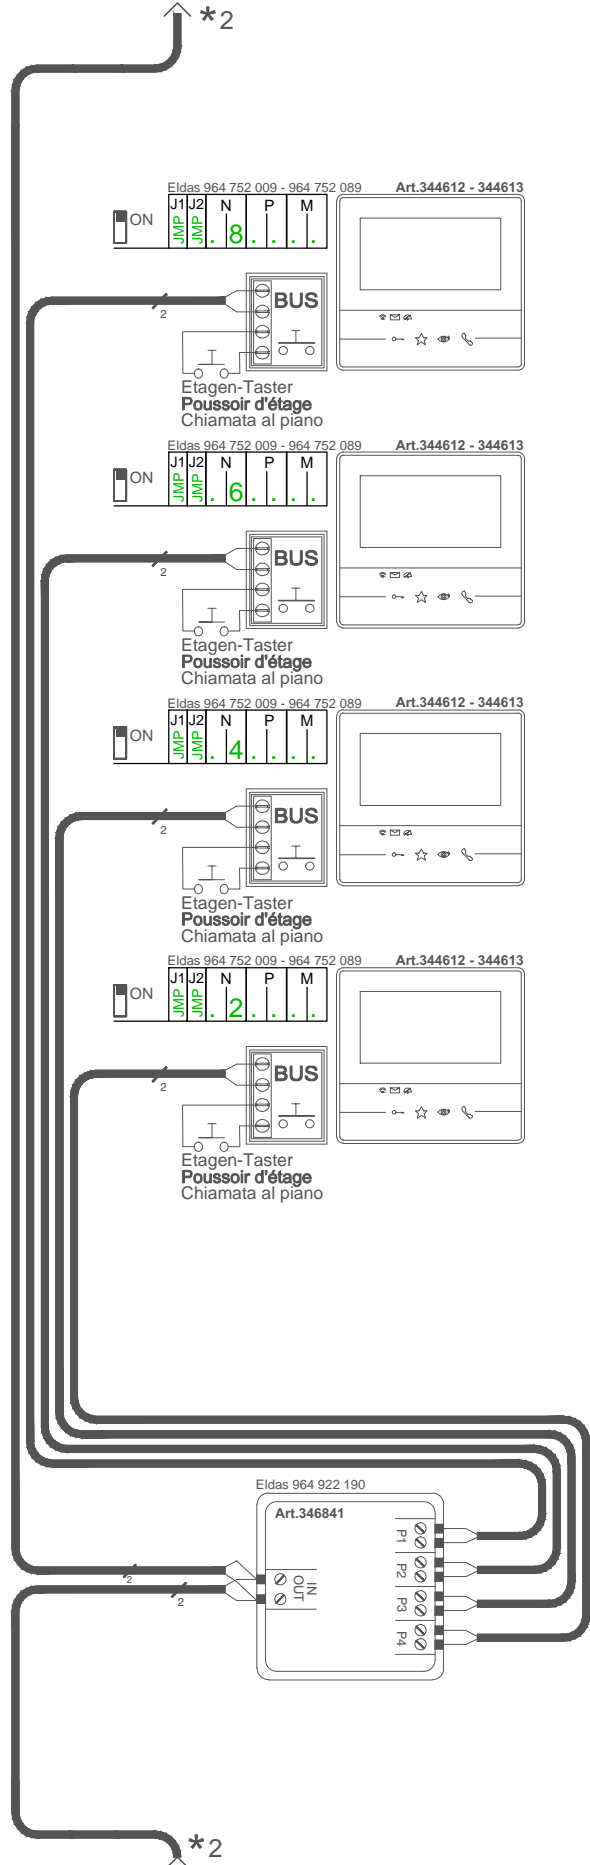 *2
Eldas 964 752 009 - 964 752 089 Art.344612 - 344613
J1 J2 N P M
ON JMP JMP . 8 . . . .
BUS
2
Etagen-Taster
Poussoir d'étage
Chiamata al piano
Eldas 964 752 009 - 964 752 089 Art.344612 - 344613
J1 J2 N P M
ON JMP JMP . 6 . . . .
BUS
2
Etagen-Taster
Poussoir d'étage
Chiamata al piano
Eldas 964 752 009 - 964 752 089 Art.344612 - 344613
J1 J2 N P M
ON JMP JMP . 4 . . . .
BUS
2
Etagen-Taster
Poussoir d'étage
Chiamata al piano
Eldas 964 752 009 - 964 752 089 Art.344612 - 344613
J1 J2 N P M
ON JMP JMP . 2 . . . .
BUS
2
Etagen-Taster
Poussoir d'étage
Chiamata al piano
Eldas 964 922 190
Art.346841
P1
P2
P3
P4
IN
OUT
2
2
*2